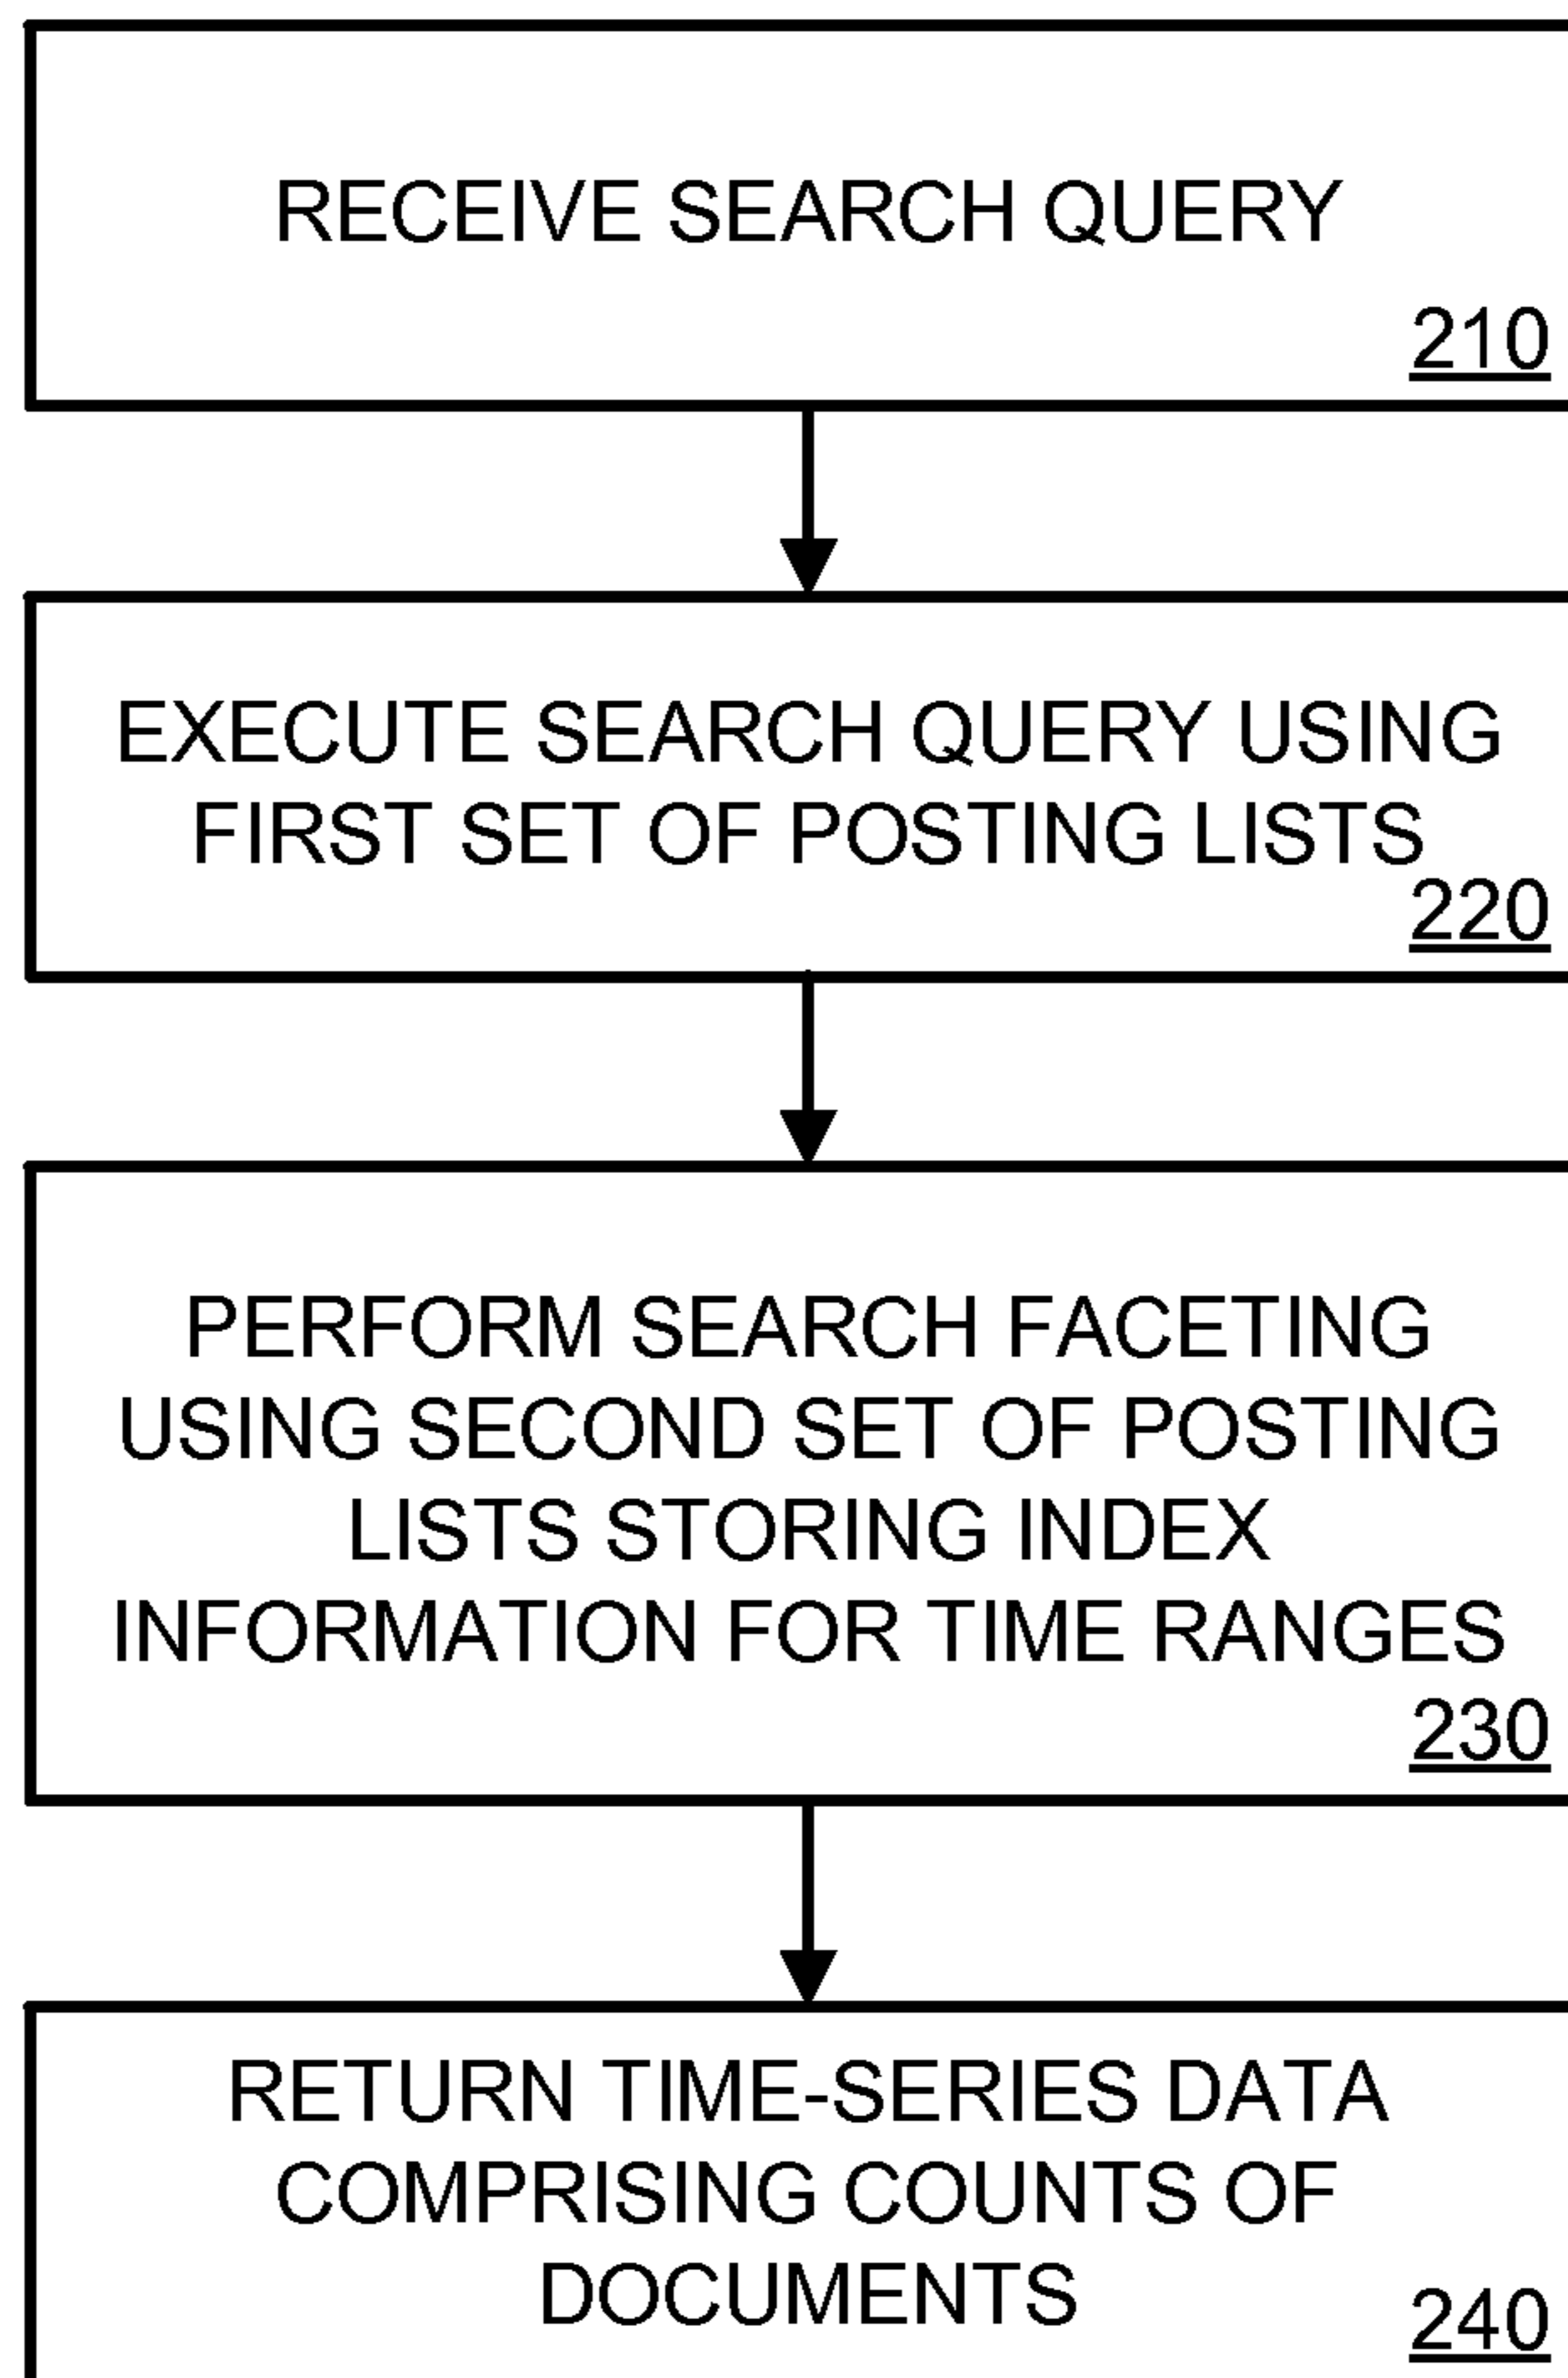 RECEIVE SEARCH QUERY
210
EXECUTE SEARCH QUERY USING
FIRST SET OF POSTING LISTS
220
PERFORM SEARCH FACETING
USING SECOND SET OF POSTING
LISTS STORING INDEX
INFORMATION FOR TIME RANGES
230
RETURN TIME-SERIES DATA
COMPRISING COUNTS OF
DOCUMENTS
240